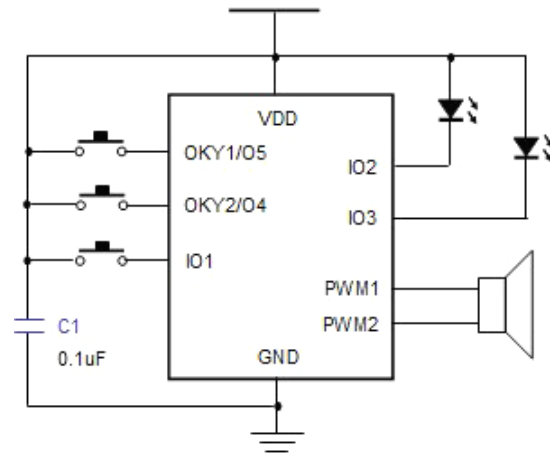 VDD
OKY1/O5
IO2
OKY2/O4
IO3
IO1
PWM1
PWM2
C1
0.1uF
GND